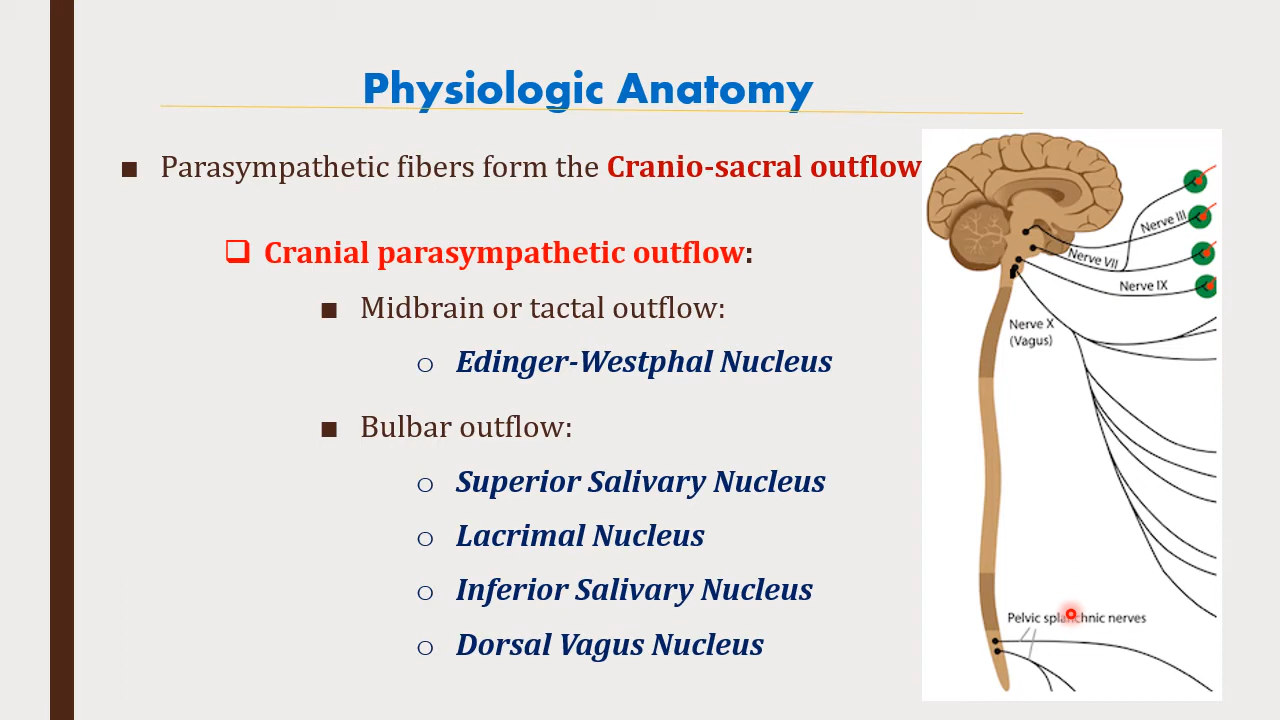 Physiologic Anatomy
Parasympathetic fibers form the Cranio-sacral outflow
Cranial parasympathetic outflow:
Midbrain or tactal outflow:
Edinger-Westphal Nucleus
Bulbar outflow:
Superior Salivary Nucleus
Lacrimal Nucleus
Inferior Salivary Nucleus
Dorsal Vagus Nucleus
Nerve III
Nerve VII
Nerve IX
Nerve X
(Vagus)
Pelvic splanchnic nerves